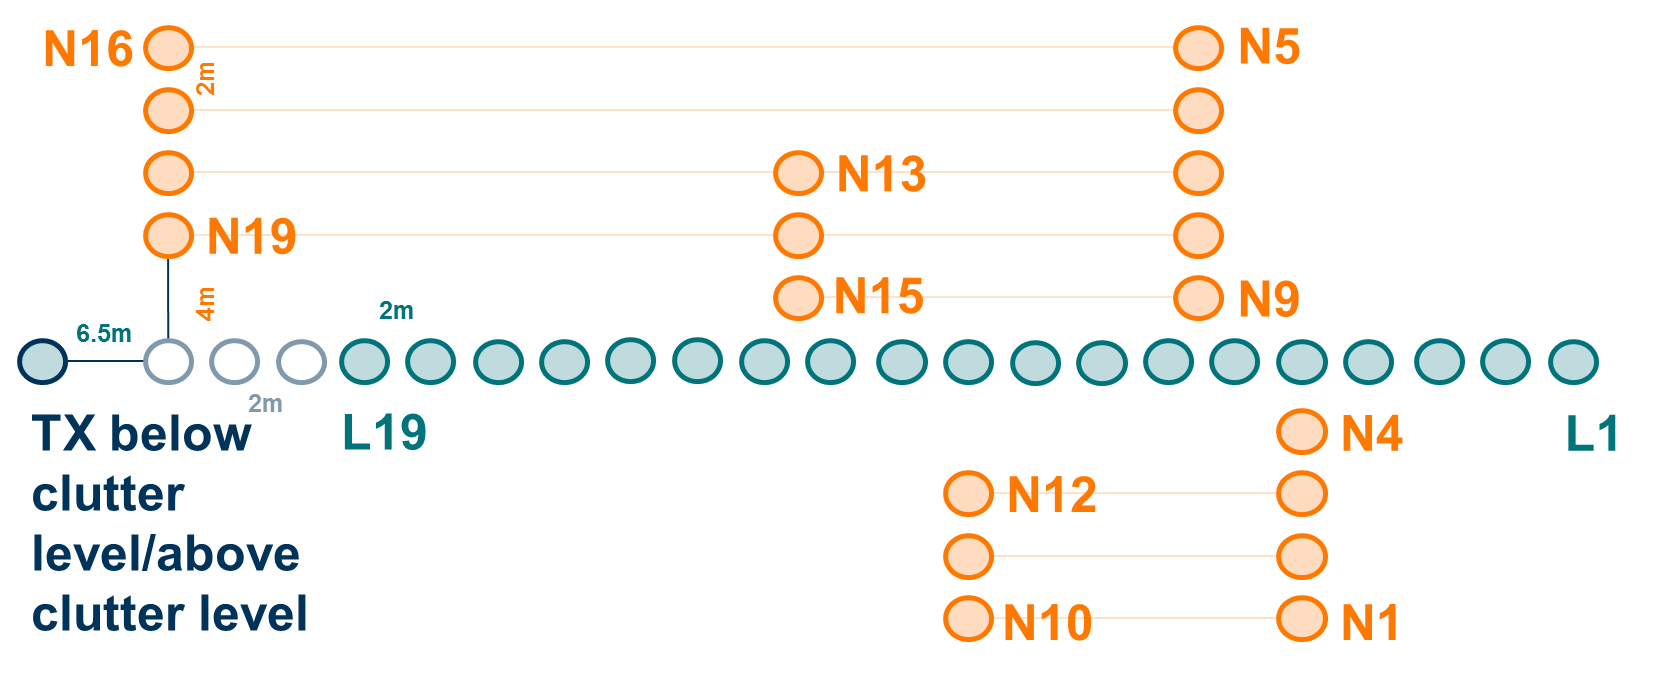 N16
N5
2m
N13
N19
N15
N9
4m
2m
6.5m
2m
TX below
clutter
level/above
clutter level
L19
N4
L1
N12
N10
N1